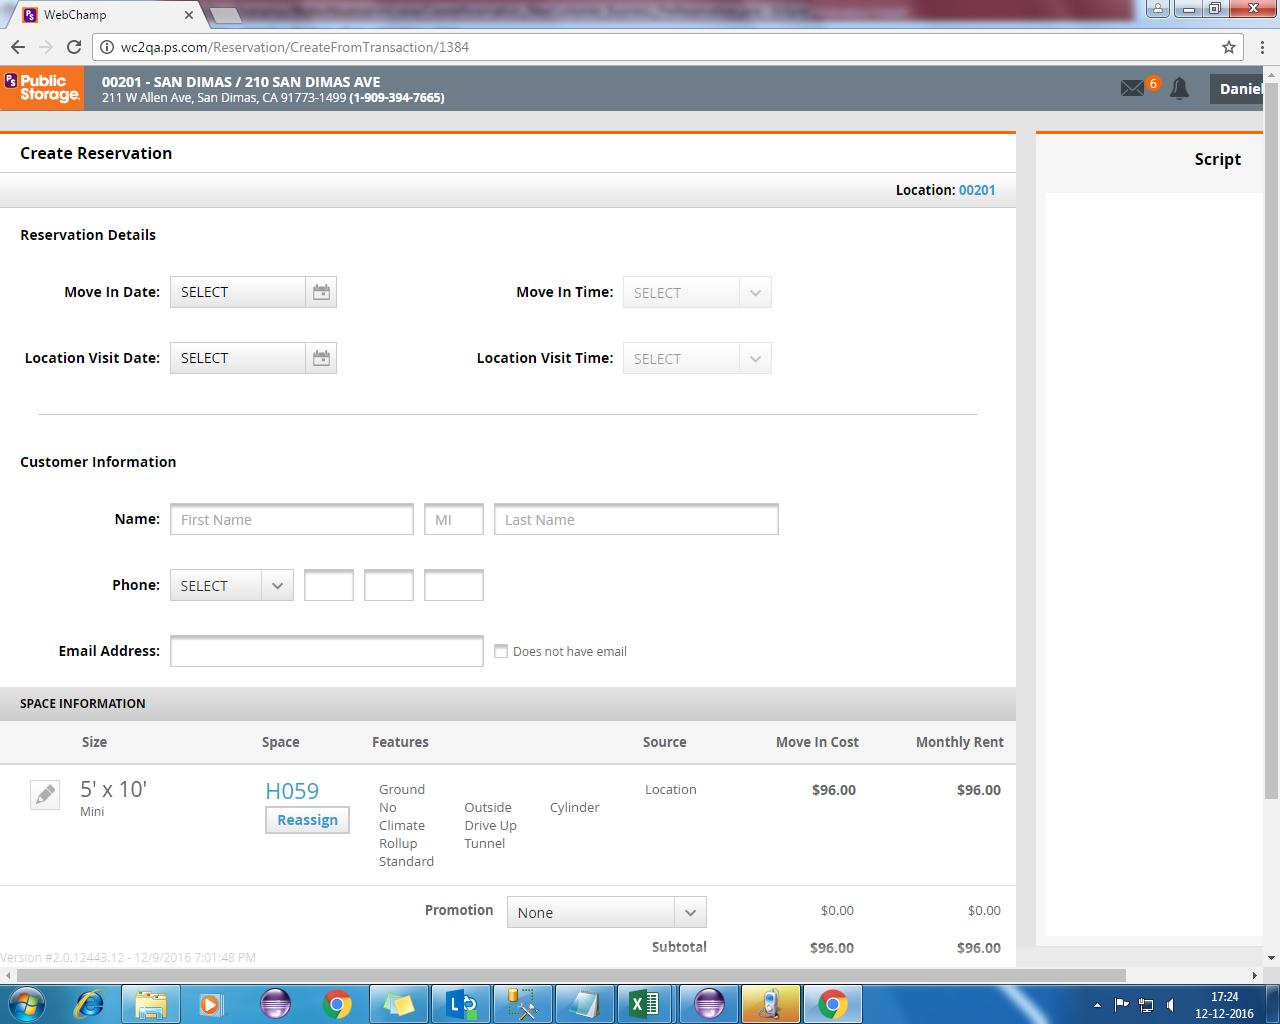 WebChamp
wc2qa.ps.com/Reservation/CreateFromTransaction/1384
PS Public Storage.
00201 - SAN DIMAS / 210 SAN DIMAS AVE
211 W Allen Ave, San Dimas, CA 91773-1499 (1-909-394-7665)
6
Daniel
Create Reservation
Script
Location: 00201
Reservation Details
Move In Date: SELECT Move In Time: SELECT
Location Visit Date: SELECT Location Visit Time: SELECT
Customer Information
Name: First Name MI Last Name
Phone: SELECT
Email Address: Does not have email
SPACE INFORMATION
Size Space Features Source Move In Cost Monthly Rent
5' x 10' H059 Ground Location $96.00 $96.00
Mini Reassign No Outside Cylinder
Climate Drive Up
Rollup Tunnel
Standard
Promotion None $0.00 $0.00
Subtotal $96.00 $96.00
Version #2.0.12443.12 - 12/9/2016 7:01:48 PM
17:24
12-12-2016